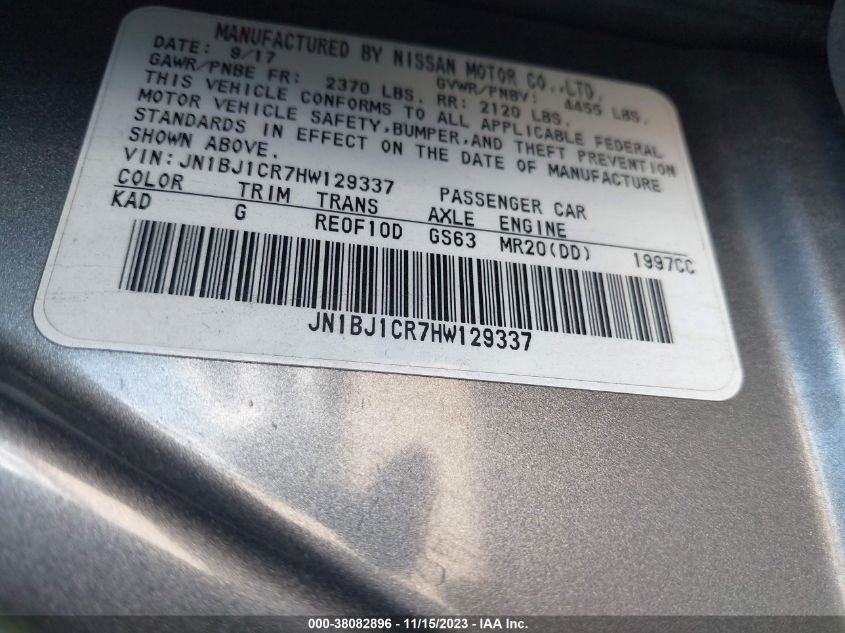 MANUFACTURED BY NISSAN MOTOR CO.,LTD.
DATE: 9/17 GVWR/PNBV: 4455 LBS.
GAWR/PNBE FR: 2370 LBS. RR: 2120 LBS.
THIS VEHICLE CONFORMS TO ALL APPLICABLE FEDERAL
MOTOR VEHICLE SAFETY,BUMPER,AND THEFT PREVENTION
STANDARDS IN EFFECT ON THE DATE OF MANUFACTURE
SHOWN ABOVE.
VIN:JN1BJ1CR7HW129337 PASSENGER CAR
COLOR TRIM TRANS AXLE ENGINE
KAD G RE0F10D GS63 MR20(DD) 1997CC
JN1BJ1CR7HW129337
000-38082896 - 11/15/2023 - IAA Inc.